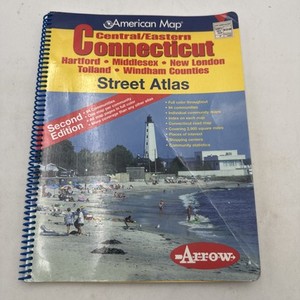 American Map®
Central/Eastern
Connecticut
Hartford • Middlesex • New London
Tolland • Windham Counties
Street Atlas
Second
Edition
• Full color throughout
• Individual community maps
• Index on each map
• Connecticut state map
• Places of interest
• Shopping centers
• Community statistics
Arrow